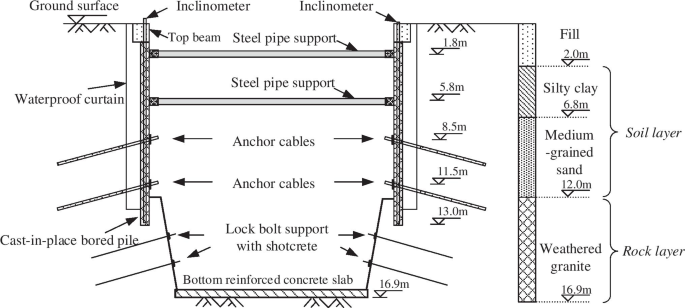 Ground surface
Inclinometer
Inclinometer
Top beam
Steel pipe support
Fill
1.8m
2.0m
Steel pipe support
Waterproof curtain
5.8m
Silty clay
6.8m
Anchor cables
8.5m
Medium
-grained
sand
Soil layer
Anchor cables
11.5m
12.0m
13.0m
Cast-in-place bored pile
Lock bolt support
with shotcrete
Weathered
granite
Rock layer
Bottom reinforced concrete slab
16.9m
16.9m